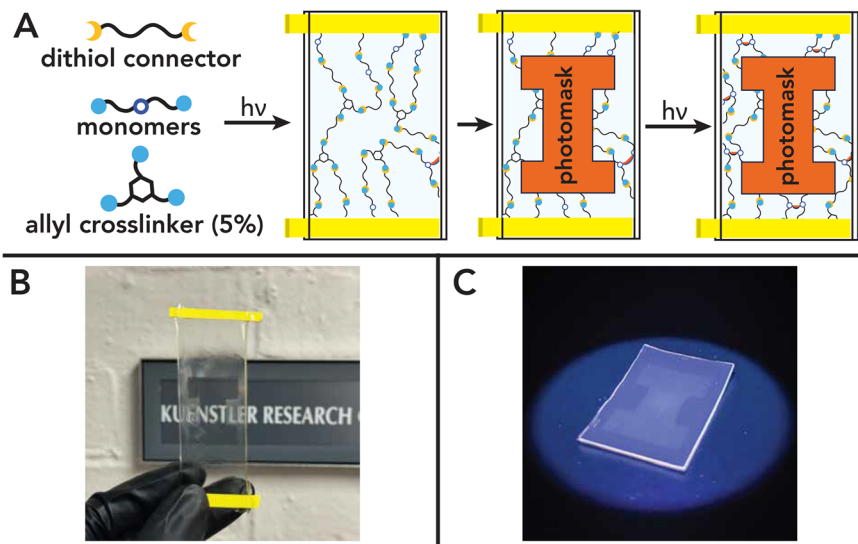 A
dithiol connector
monomers
allyl crosslinker (5%)
hν
photomask
hν
photomask
B
KUENSTLER RESEARCH
C